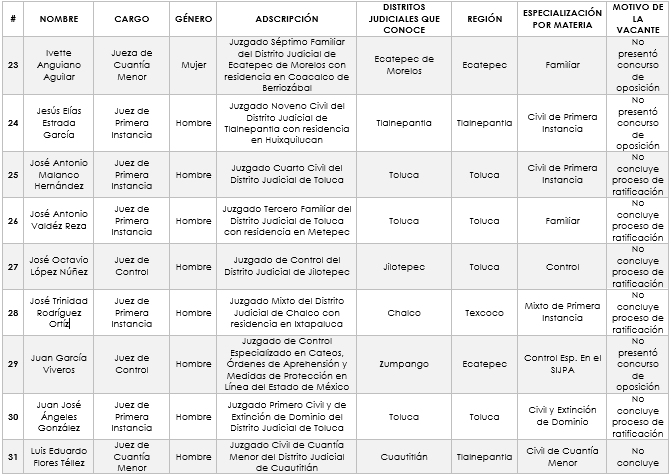 # NOMBRE CARGO GÉNERO ADSCRIPCIÓN DISTRITOS JUDICIALES QUE CONOCE REGIÓN ESPECIALIZACIÓN POR MATERIA MOTIVO DE LA VACANTE
23 Ivette Anguiano Aguilar Jueza de Cuantía Menor Mujer Juzgado Séptimo Familiar del Distrito Judicial de Ecatepec de Morelos con residencia en Coacalco de Berriozábal Ecatepec de Morelos Ecatepec Familiar No presentó concurso de oposición
24 Jesús Elías Estrada García Juez de Primera Instancia Hombre Juzgado Noveno Civil del Distrito Judicial de Tlalnepantla con residencia en Huixquilucan Tlalnepantla Tlalnepantla Civil de Primera Instancia No presentó concurso de oposición
25 José Antonio Malanco Hernández Juez de Primera Instancia Hombre Juzgado Cuarto Civil del Distrito Judicial de Toluca Toluca Toluca Civil de Primera Instancia No concluye proceso de ratificación
26 José Antonio Valdéz Reza Juez de Primera Instancia Hombre Juzgado Tercero Familiar del Distrito Judicial de Toluca con residencia en Metepec Toluca Toluca Familiar No concluye proceso de ratificación
27 José Octavio López Núñez Juez de Control Hombre Juzgado de Control del Distrito Judicial de Jilotepec Jilotepec Toluca Control No concluye proceso de ratificación
28 José Trinidad Rodríguez Ortíz Juez de Primera Instancia Hombre Juzgado Mixto del Distrito Judicial de Chalco con residencia en Ixtapaluca Chalco Texcoco Mixto de Primera Instancia No concluye proceso de ratificación
29 Juan García Viveros Juez de Control Hombre Juzgado de Control Especializado en Cateos, Órdenes de Aprehensión y Medidas de Protección en Línea del Estado de México Zumpango Ecatepec Control Esp. En el SIJPA No presentó concurso de oposición
30 Juan José Ángeles González Juez de Primera Instancia Hombre Juzgado Primero Civil y de Extinción de Dominio del Distrito Judicial de Toluca Toluca Toluca Civil y Extinción de Dominio No concluye proceso de ratificación
31 Luis Eduardo Flores Téllez Juez de Cuantía Menor Hombre Juzgado Civil de Cuantía Menor del Distrito Judicial de Cuautitlán Cuautitlán Tlalnepantla Civil de Cuantía Menor No concluye